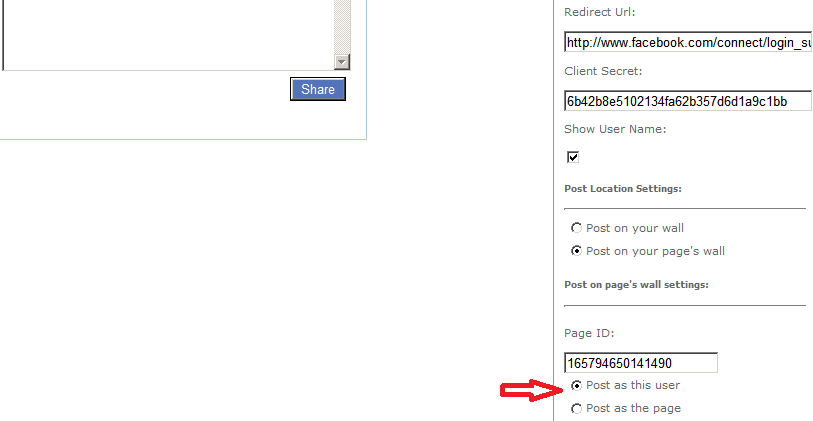 Share
Redirect Url:
http://www.facebook.com/connect/login_su
Client Secret:
6b42b8e5102134fa62b357d6d1a9c1bb
Show User Name:
Post Location Settings:
Post on your wall
Post on your page's wall
Post on page's wall settings:
Page ID:
165794650141490
Post as this user
Post as the page